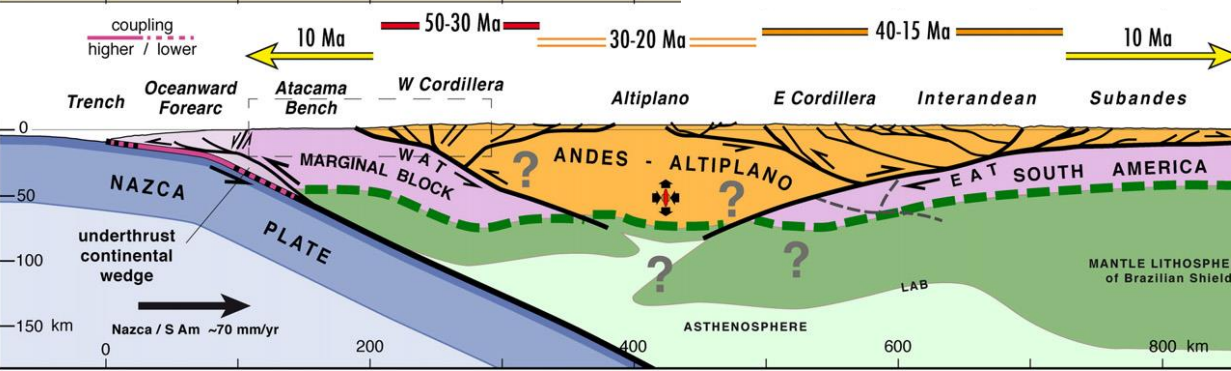 coupling
higher / lower
10 Ma
50-30 Ma
30-20 Ma
40-15 Ma
10 Ma
Trench
Oceanward
Forearc
Atacama
Bench
W Cordillera
Altiplano
E Cordillera
Interandean
Subandes
0
50
100
150 km
NAZCA
PLATE
MARGINAL BLOCK
WAT
ANDES - ALTIPLANO
EAT
SOUTH AMERICA
?
?
?
?
underthrust
continental
wedge
Nazca / S Am ~70 mm/yr
MANTLE LITHOSPHE
of Brazilian Shield
LAB
ASTHENOSPHERE
0
200
400
600
800 km